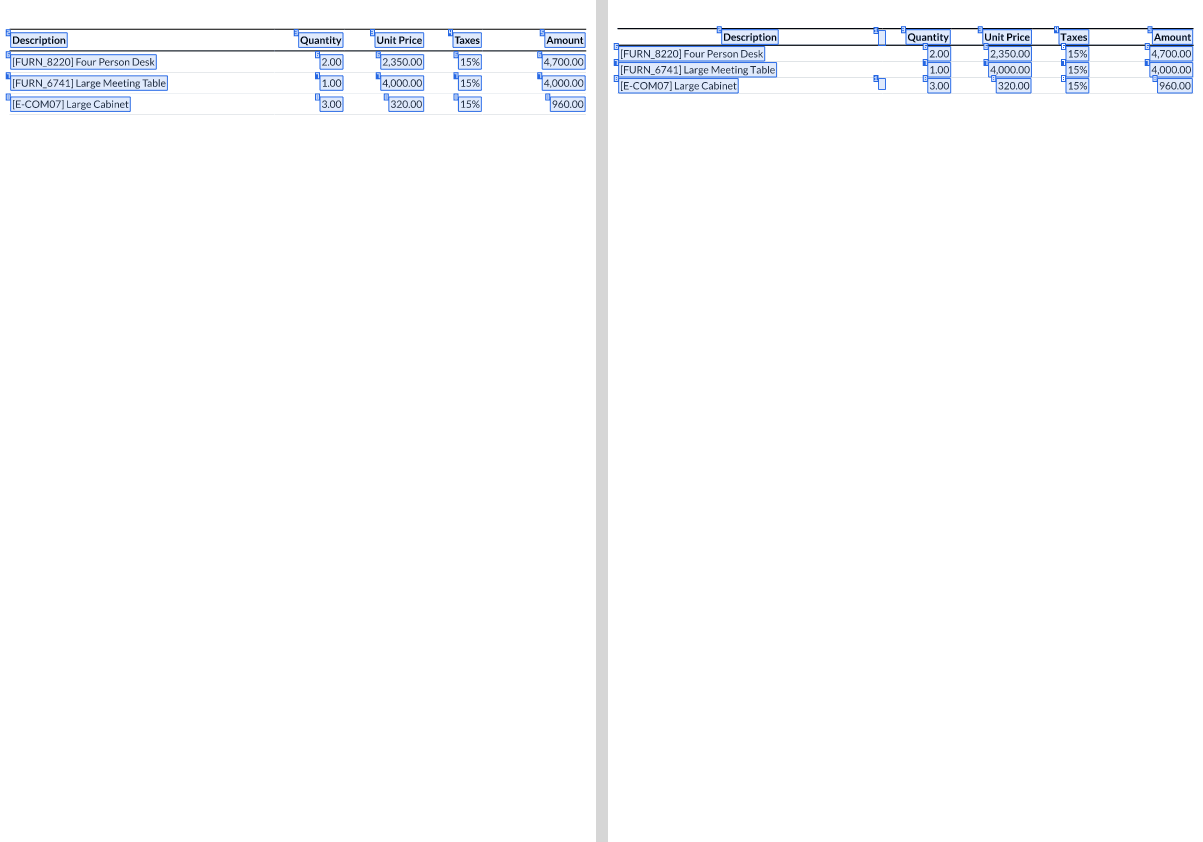 Description Quantity Unit Price Taxes Amount
[FURN_8220] Four Person Desk 2.00 2,350.00 15% 4,700.00
[FURN_6741] Large Meeting Table 1.00 4,000.00 15% 4,000.00
[E-COM07] Large Cabinet 3.00 320.00 15% 960.00
Description Quantity Unit Price Taxes Amount
[FURN_8220] Four Person Desk 2.00 2,350.00 15% 4,700.00
[FURN_6741] Large Meeting Table 1.00 4,000.00 15% 4,000.00
[E-COM07] Large Cabinet 3.00 320.00 15% 960.00